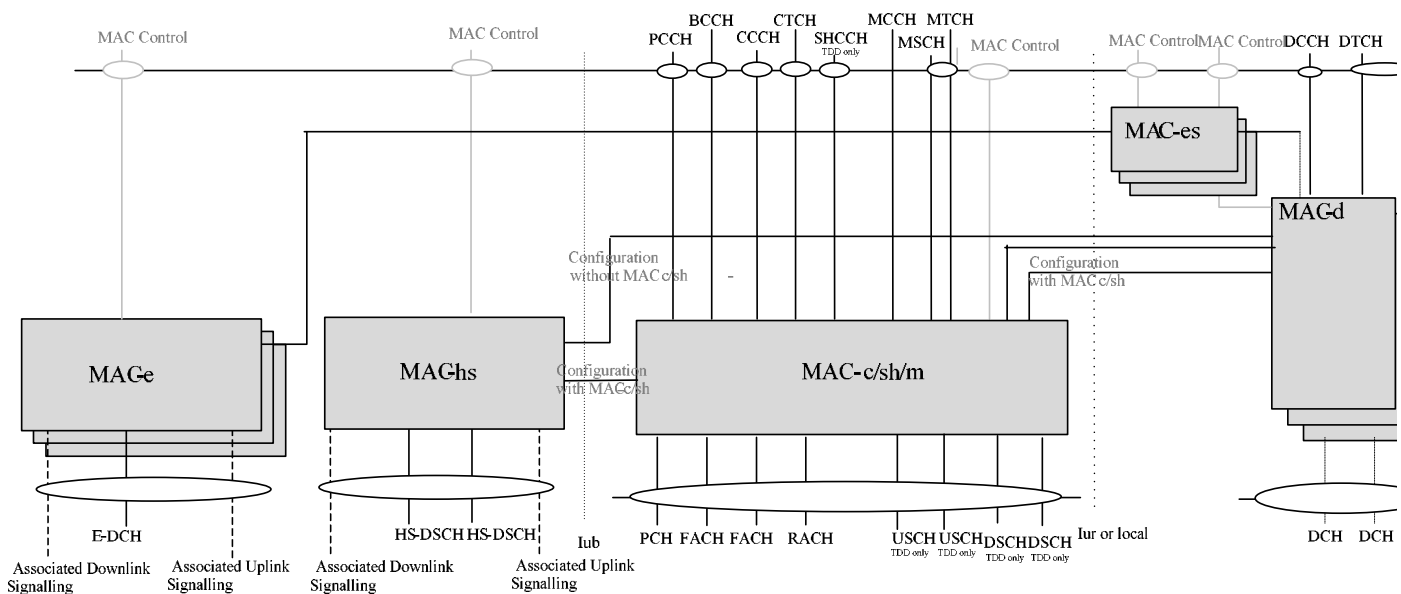 MAC Control
MAC Control
PCCH
BCCH
CCCH
CTCH
SHCCH
TDD only
MCCH
MSCH
MTCH
MAC Control
MAC Control
MAC Control
DCCH
DTCH
MAC-es
MAC-d
Configuration
without MAC c/sh -
Configuration
with MAC c/sh
MAC-e
MAC-hs
Configuration
with MAC-c/sh
MAC-c/sh/m
E-DCH
HS-DSCH
HS-DSCH
Iub
PCH
FACH
FACH
RACH
USCH
TDD only
USCH
TDD only
DSCH
TDD only
DSCH
TDD only
Iur or local
DCH
DCH
Associated Downlink
Signalling
Associated Uplink
Signalling
Associated Downlink
Signalling
Associated Uplink
Signalling